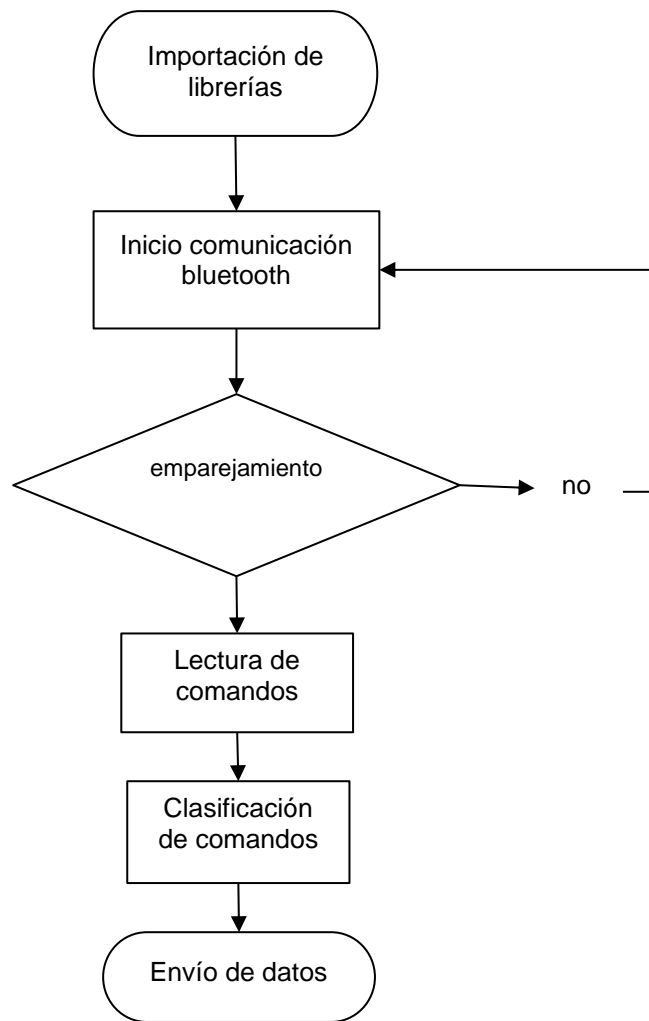 Importación de
librerías
Inicio comunicación
bluetooth
emparejamiento
no
Lectura de
comandos
Clasificación
de comandos
Envío de datos